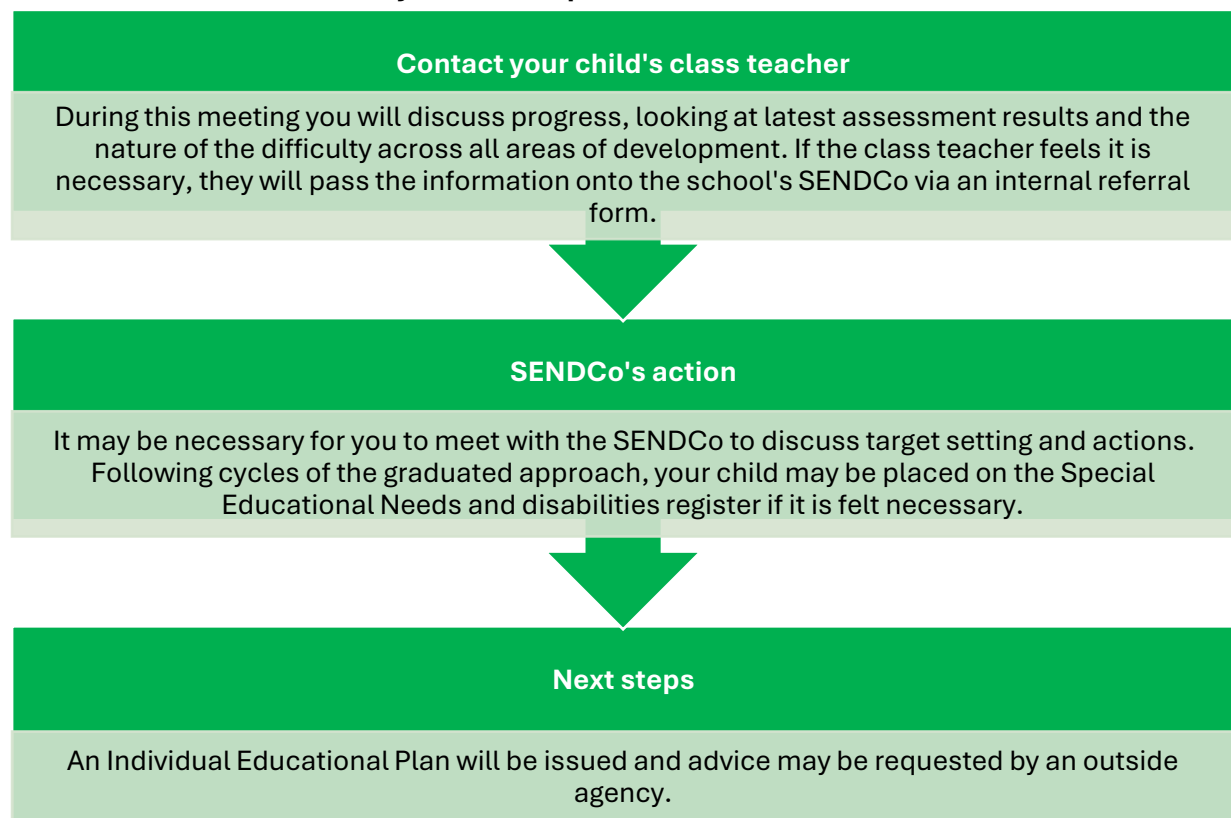 Contact your child's class teacher
During this meeting you will discuss progress, looking at latest assessment results and the
nature of the difficulty across all areas of development. If the class teacher feels it is
necessary, they will pass the information onto the school's SENDCo via an internal referral
form.
SENDCo's action
It may be necessary for you to meet with the SENDCo to discuss target setting and actions.
Following cycles of the graduated approach, your child may be placed on the Special
Educational Needs and disabilities register if it is felt necessary.
Next steps
An Individual Educational Plan will be issued and advice may be requested by an outside
agency.